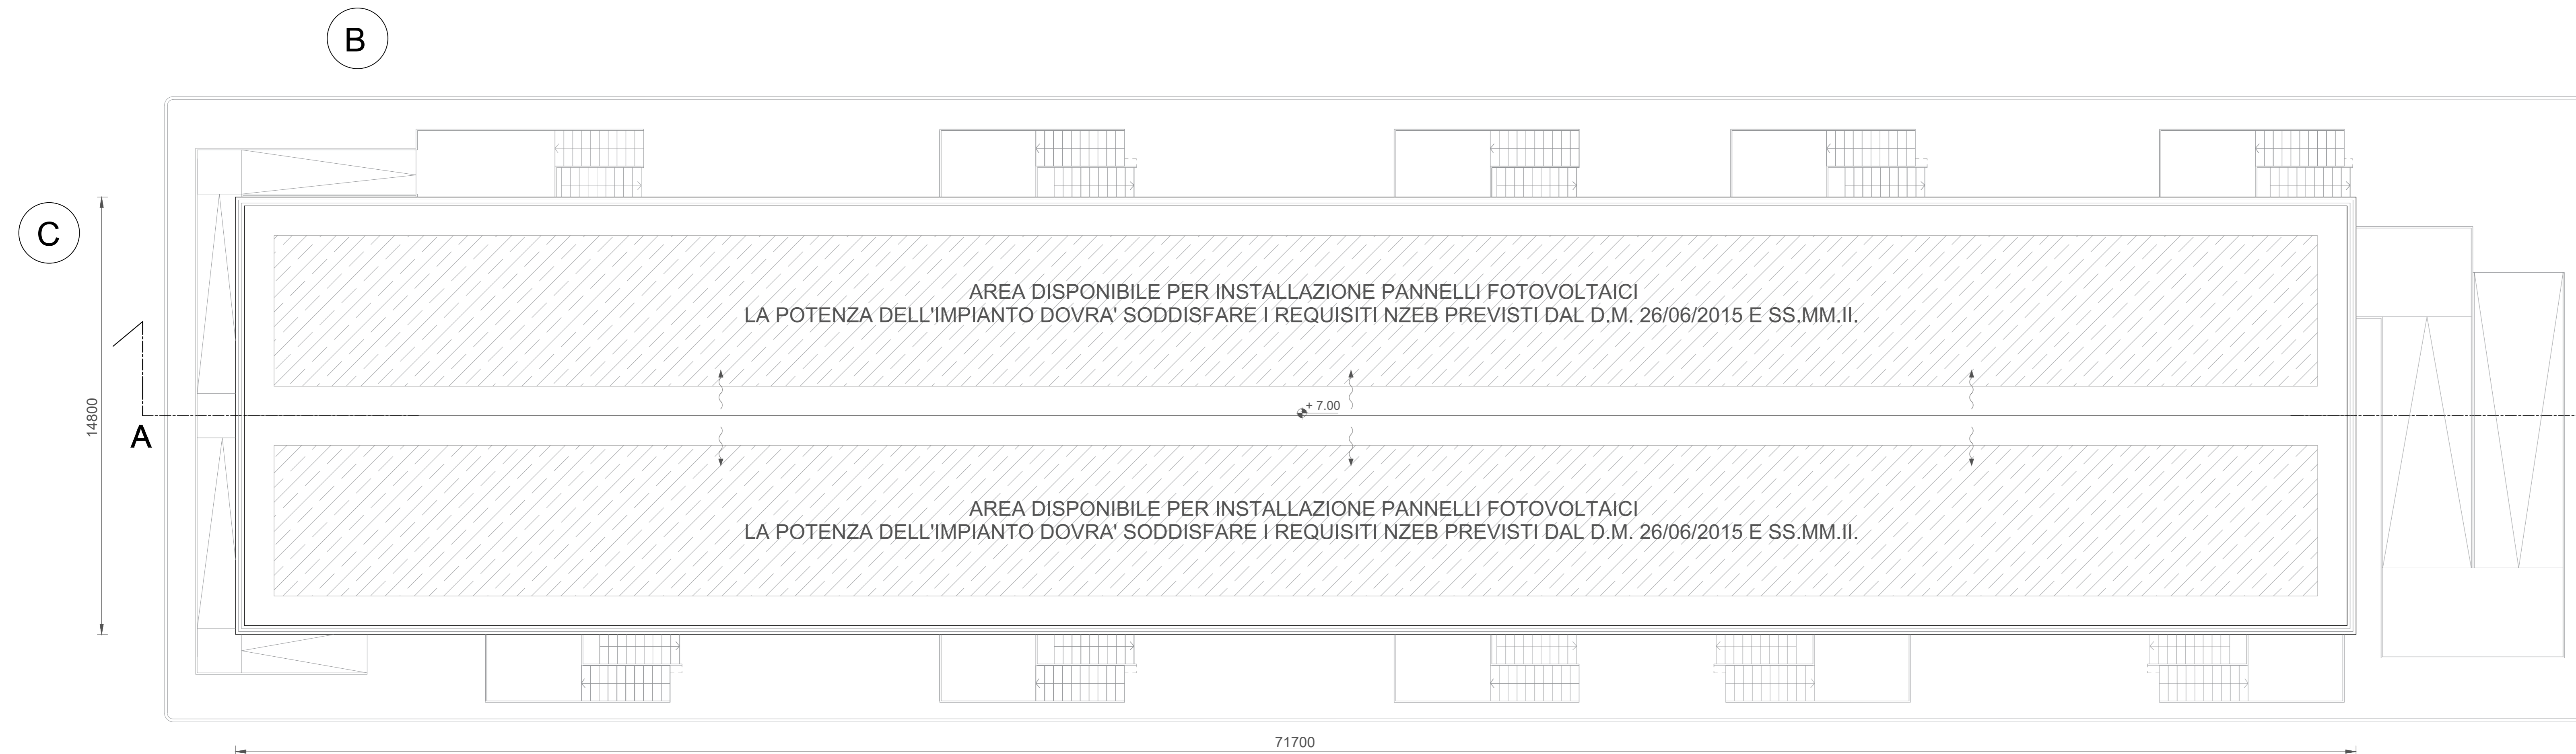 B
C
AREA DISPONIBILE PER INSTALLAZIONE PANNELLI FOTOVOLTAICI
LA POTENZA DELL'IMPIANTO DOVRA' SODDISFARE I REQUISITI NZEB PREVISTI DAL D.M. 26/06/2015 E SS.MM.II.
14800
+ 7.00
A
AREA DISPONIBILE PER INSTALLAZIONE PANNELLI FOTOVOLTAICI
LA POTENZA DELL'IMPIANTO DOVRA' SODDISFARE I REQUISITI NZEB PREVISTI DAL D.M. 26/06/2015 E SS.MM.II.
71700